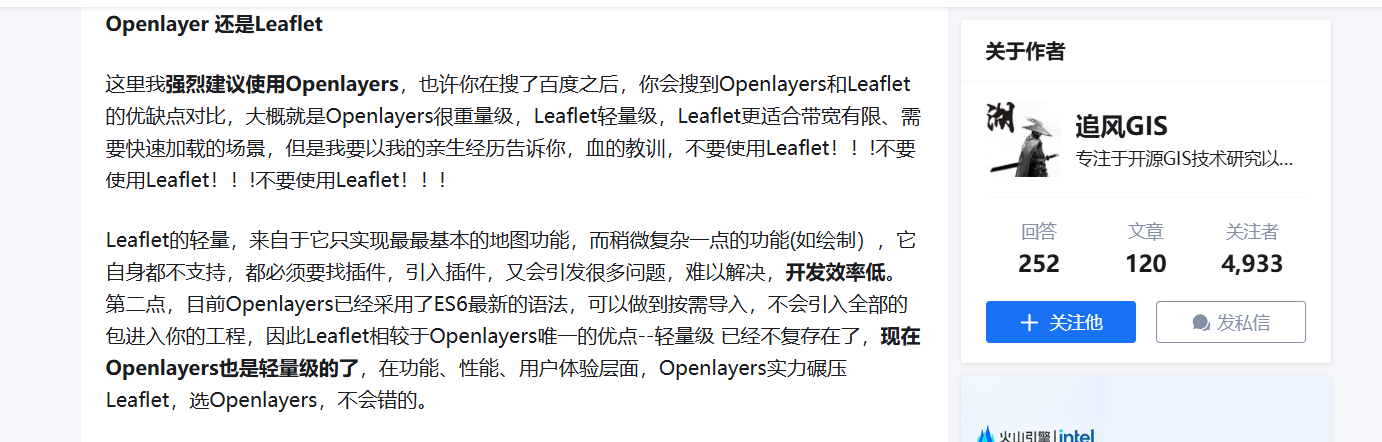 Openlayer 还是Leaflet
这里我强烈建议使用Openlayers，也许你在搜了百度之后，你会搜到Openlayers和Leaflet
的优缺点对比，大概就是Openlayers很重量级，Leaflet轻量级，Leaflet更适合带宽有限、需
要快速加载的场景，但是我要以我的亲生经历告诉你，血的教训，不要使用Leaflet！！!不要
使用Leaflet！！!不要使用Leaflet！！！
Leaflet的轻量，来自于它只实现最最基本的地图功能，而稍微复杂一点的功能(如绘制），它
自身都不支持，都必须要找插件，引入插件，又会引发很多问题，难以解决，开发效率低。
第二点，目前Openlayers已经采用了ES6最新的语法，可以做到按需导入，不会引入全部的
包进入你的工程，因此Leaflet相较于Openlayers唯一的优点--轻量级 已经不复存在了，现在
Openlayers也是轻量级的了，在功能、性能、用户体验层面，Openlayers实力碾压
Leaflet，选Openlayers，不会错的。
关于作者
湖
追风GIS
专注于开源GIS技术研究以...
回答 文章 关注者
252 120 4,933
关注他 发私信
火山引擎 intel